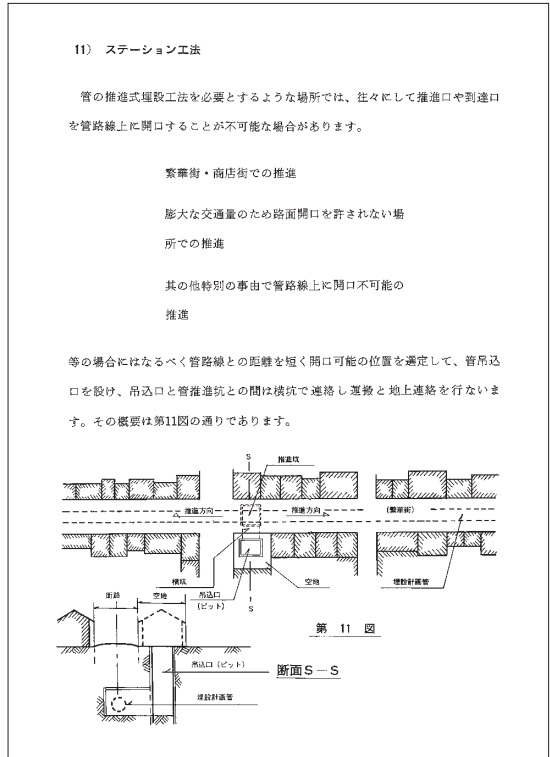 11） ステーション工法
管の推進式埋設工法を必要とするような場所では、往々にして推進口や到達口
を管路線上に開口することが不可能な場合があります。
繁華街・商店街での推進
膨大な交通量のため路面開口を許されない場
所での推進
其の他特別の事由で管路線上に開口不可能の
推進
等の場合にはなるべく管路線との距離を短く開口可能の位置を選定して、管吊込
口を設け、吊込口と管推進坑との間は横坑で連絡し運搬と地上連絡を行ないま
す。その概要は第11図の通りであります。
S
推進坑
推進方向
推進方向
(繁華街)
横坑
吊込口
(ピット)
S
空地
埋設計画管
街路
空地
第 11 図
吊込口（ピット）
断面S－S
埋設計画管